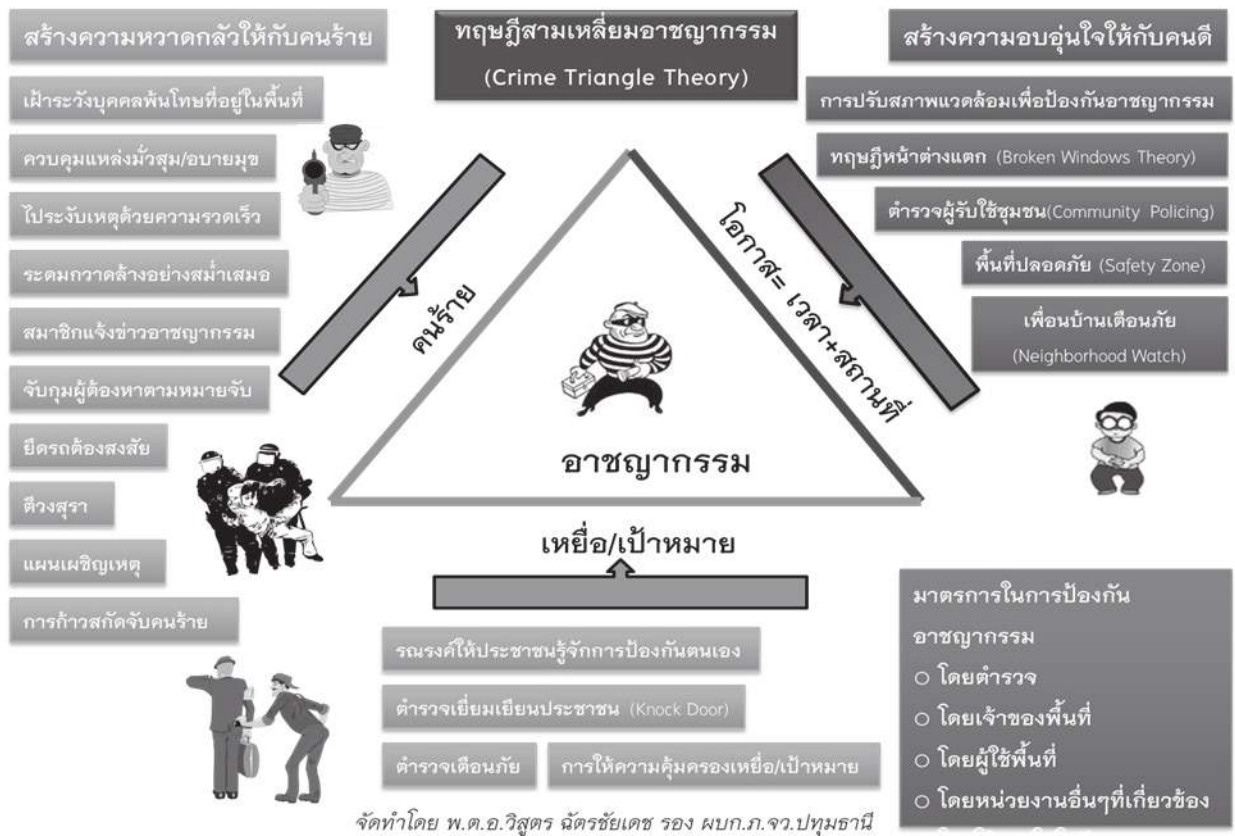 สร้างความหวาดกลัวให้กับคนร้าย
เฝ้าระวังบุคคลพ้นโทษที่อยู่ในพื้นที่
ควบคุมแหล่งมั่วสุม/อบายมุข
ไประงับเหตุด้วยความรวดเร็ว
ระดมกวาดล้างอย่างสม่ำเสมอ
สมาชิกแจ้งข่าวอาชญากรรม
จับกุมผู้ต้องหาตามหมายจับ
ยึดรถต้องสงสัย
ตีวงสุรา
แผนเผชิญเหตุ
การก้าวสกัดจับคนร้าย
ทฤษฎีสามเหลี่ยมอาชญากรรม
(Crime Triangle Theory)
คนร้าย
โอกาส= เวลา+สถานที่
อาชญากรรม
เหยื่อ/เป้าหมาย
รณรงค์ให้ประชาชนรู้จักการป้องกันตนเอง
ตำรวจเยี่ยมเยียนประชาชน (Knock Door)
ตำรวจเตือนภัย
การให้ความคุ้มครองเหยื่อ/เป้าหมาย
สร้างความอบอุ่นใจให้กับคนดี
การปรับสภาพแวดล้อมเพื่อป้องกันอาชญากรรม
ทฤษฎีหน้าต่างแตก (Broken Windows Theory)
ตำรวจผู้รับใช้ชุมชน(Community Policing)
พื้นที่ปลอดภัย (Safety Zone)
เพื่อนบ้านเตือนภัย
(Neighborhood Watch)
มาตรการในการป้องกัน
อาชญากรรม
○ โดยตำรวจ
○ โดยเจ้าของพื้นที่
○ โดยผู้ใช้พื้นที่
○ โดยหน่วยงานอื่นๆที่เกี่ยวข้อง
จัดทำโดย พ.ต.อ.วิสูตร ฉัตรชัยเดช รอง ผบก.ภ.จว.ปทุมธานี